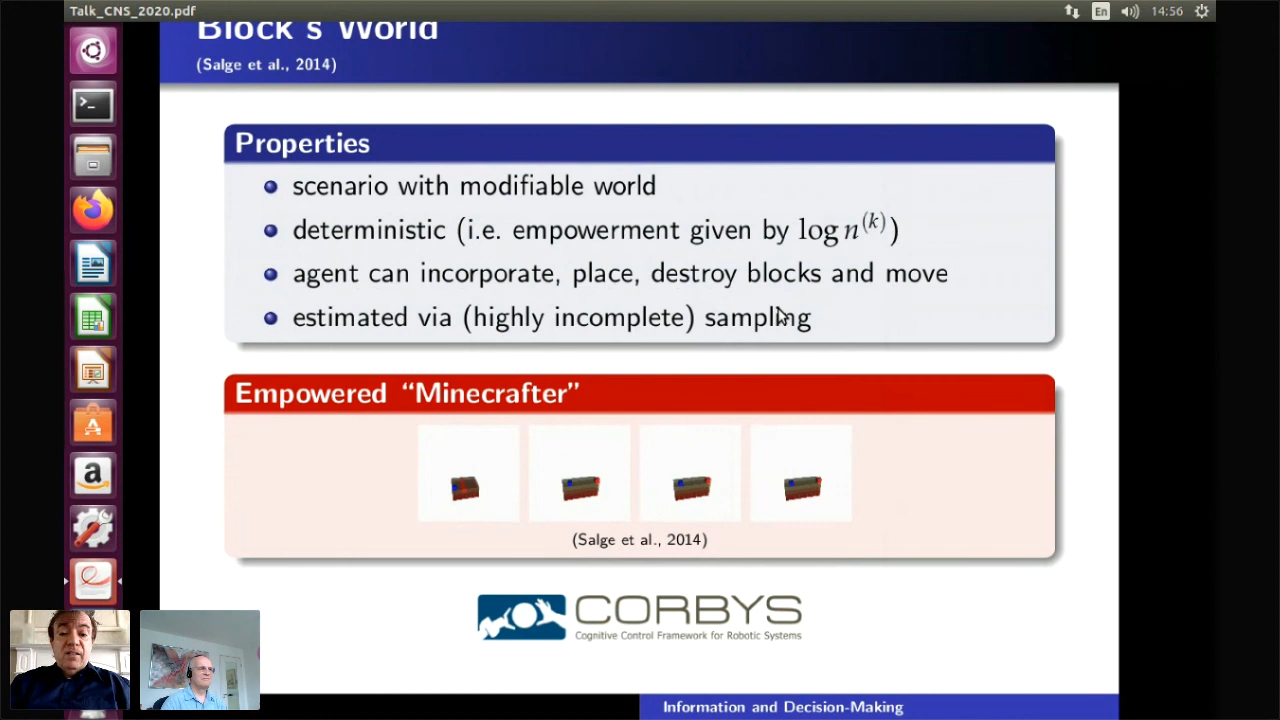 Talk_CNS_2020.pdf
En
14:56
Block's World
(Salge et al., 2014)
Properties
scenario with modifiable world
deterministic (i.e. empowerment given by log n^(k))
agent can incorporate, place, destroy blocks and move
estimated via (highly incomplete) sampling
Empowered “Minecrafter”
(Salge et al., 2014)
CORBYS
Cognitive Control Framework for Robotic Systems
Information and Decision-Making